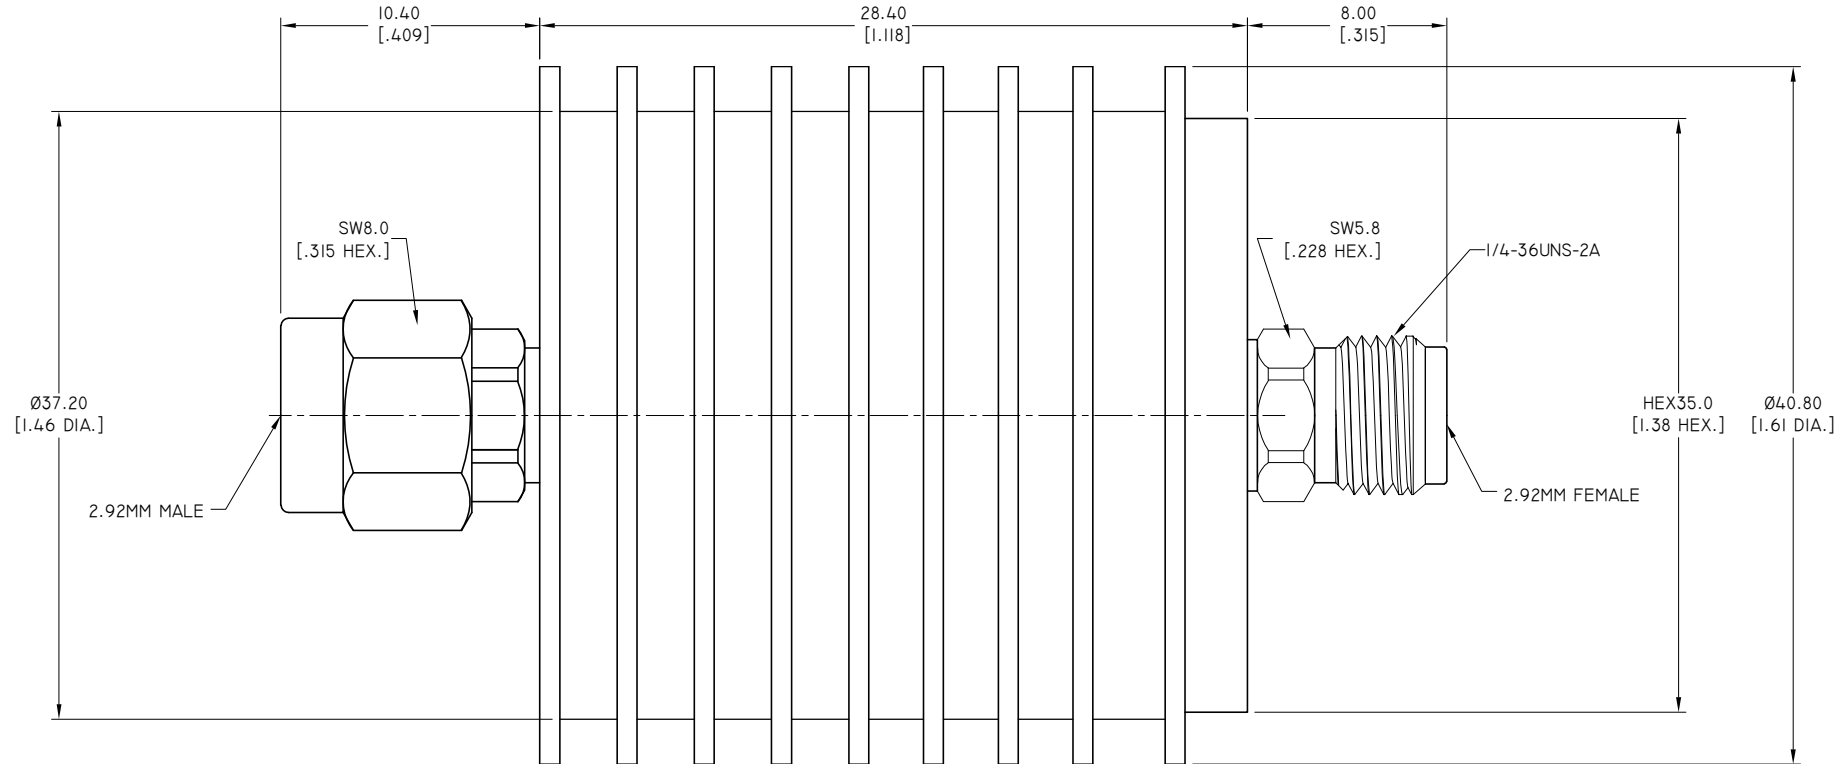 10.40
[.409]
28.40
[1.118]
8.00
[.315]
SW8.0
[.315 HEX.]
SW5.8
[.228 HEX.]
1/4-36UNS-2A
Ø37.20
[1.46 DIA.]
HEX35.0
[1.38 HEX.]
Ø40.80
[1.61 DIA.]
2.92MM MALE
2.92MM FEMALE